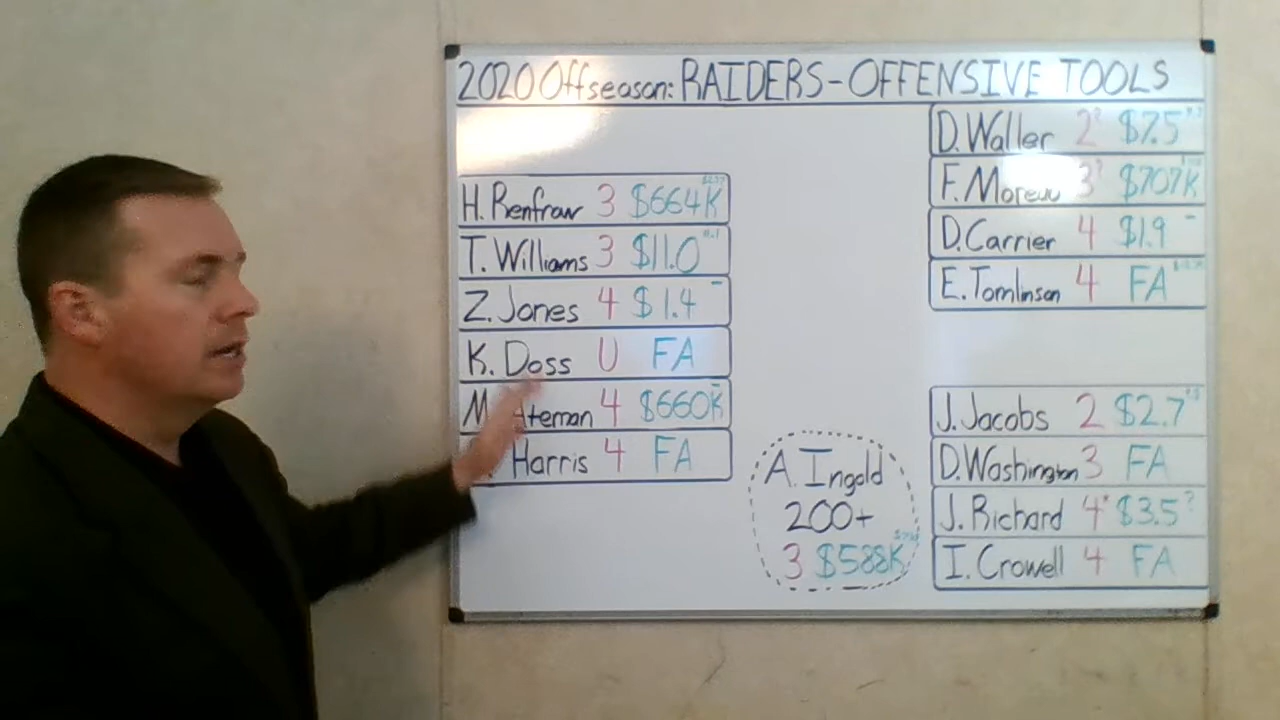 2020 Offseason: RAIDERS-OFFENSIVE TOOLS
H. Renfrow 3 $664K
T. Williams 3 $11.0
Z. Jones 4 $1.4 -
K. Doss U FA
M. Ateman 4 $660K -
Harris 4 FA
A. Ingold
200+
3 $588K
D. Waller 2 $7.5
F. Moreau 3 $707K
D. Carrier 4 $1.9 -
E. Tomlinson 4 FA
J. Jacobs 2 $2.7
D. Washington 3 FA
J. Richard 4 $3.5 ?
I. Crowell 4 FA